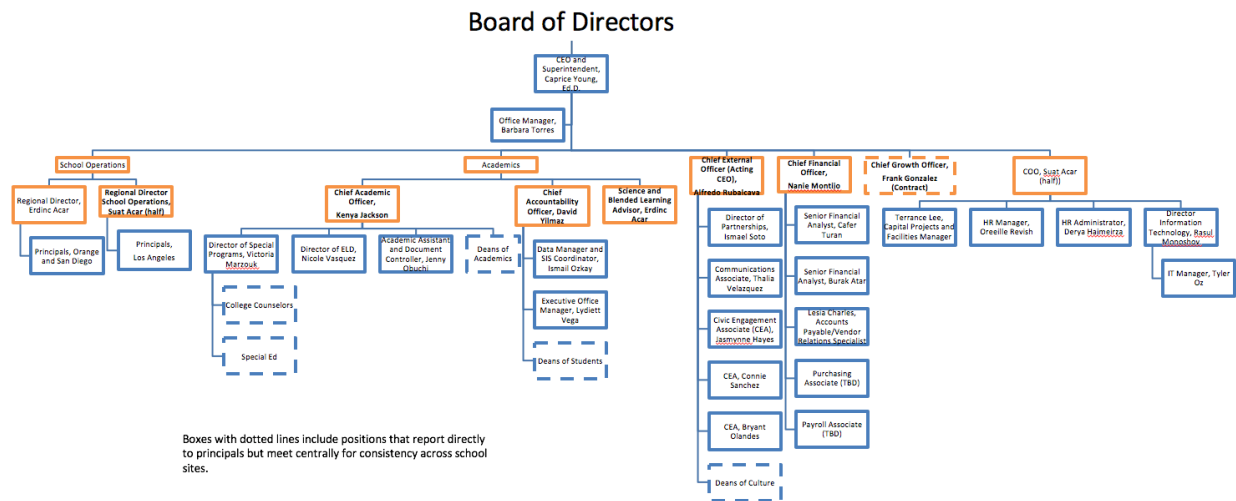 Board of Directors
CEO and
Superintendent,
Caprice Young,
Ed.D.
Office Manager,
Barbara Torres
School Operations
Academics
Chief External
Officer (Acting
CEO),
Alfredo Rubalcava
Chief Financial
Officer,
Nanie Montijo
Chief Growth Officer,
Frank Gonzalez
(Contract)
COO, Suat Acar
(half))
Regional Director,
Erdinc Acar
Regional Director
School Operations,
Suat Acar (half)
Chief Academic
Officer,
Kenya Jackson
Chief
Accountability
Officer, David
Yilmaz
Science and
Blended Learning
Advisor, Erdinc
Acar
Principals, Orange
and San Diego
Principals,
Los Angeles
Director of Special
Programs, Victoria
Marzouk
Director of ELD,
Nicole Vasquez
Academic Assistant
and Document
Controller, Jenny
Obuchi
Deans of
Academics
College Counselors
Special Ed
Data Manager and
SIS Coordinator,
Ismail Ozkay
Executive Office
Manager, Lydiett
Vega
Deans of Students
Director of
Partnerships,
Ismael Soto
Communications
Associate, Thalia
Velazquez
Civic Engagement
Associate (CEA),
Jasmynne Hayes
CEA, Connie
Sanchez
CEA, Bryant
Olandes
Deans of Culture
Senior Financial
Analyst, Cafer
Turan
Senior Financial
Analyst, Burak Atar
Lesia Charles,
Accounts
Payable/Vendor
Relations Specialist
Purchasing
Associate (TBD)
Payroll Associate
(TBD)
Terrance Lee,
Capital Projects and
Facilities Manager
HR Manager,
Oreeille Revish
HR Administrator,
Derya Hajmeirza
Director
Information
Technology, Rasul
Monoshov
IT Manager, Tyler
Oz
Boxes with dotted lines include positions that report directly
to principals but meet centrally for consistency across school
sites.